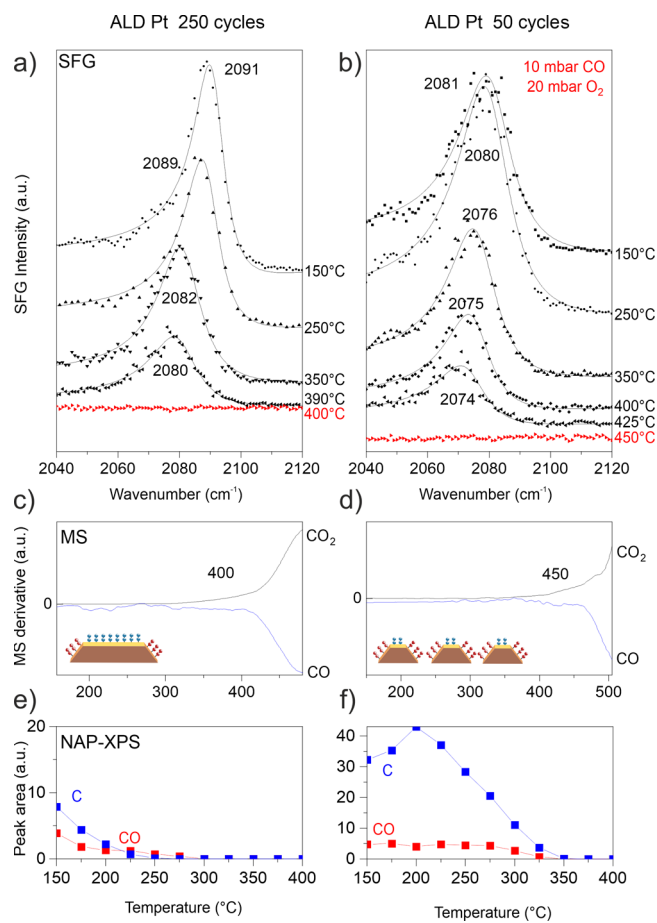 ALD Pt 250 cycles
ALD Pt 50 cycles
a)
SFG
2091
2089
2082
2080
150°C
250°C
350°C
390°C
400°C
SFG Intensity (a.u.)
2040 2060 2080 2100 2120
Wavenumber (cm-1)
b)
10 mbar CO
20 mbar O2
2081
2080
2076
2075
2074
150°C
250°C
350°C
400°C
425°C
450°C
2040 2060 2080 2100 2120
Wavenumber (cm-1)
c)
MS
CO2
400
0
CO
MS derivative (a.u.)
200 300 400
d)
CO2
450
0
CO
200 300 400 500
e)
NAP-XPS
20
10
0
C
CO
Peak area (a.u.)
150 200 250 300 350 400
Temperature (°C)
f)
40
30
20
10
0
C
CO
150 200 250 300 350 400
Temperature (°C)